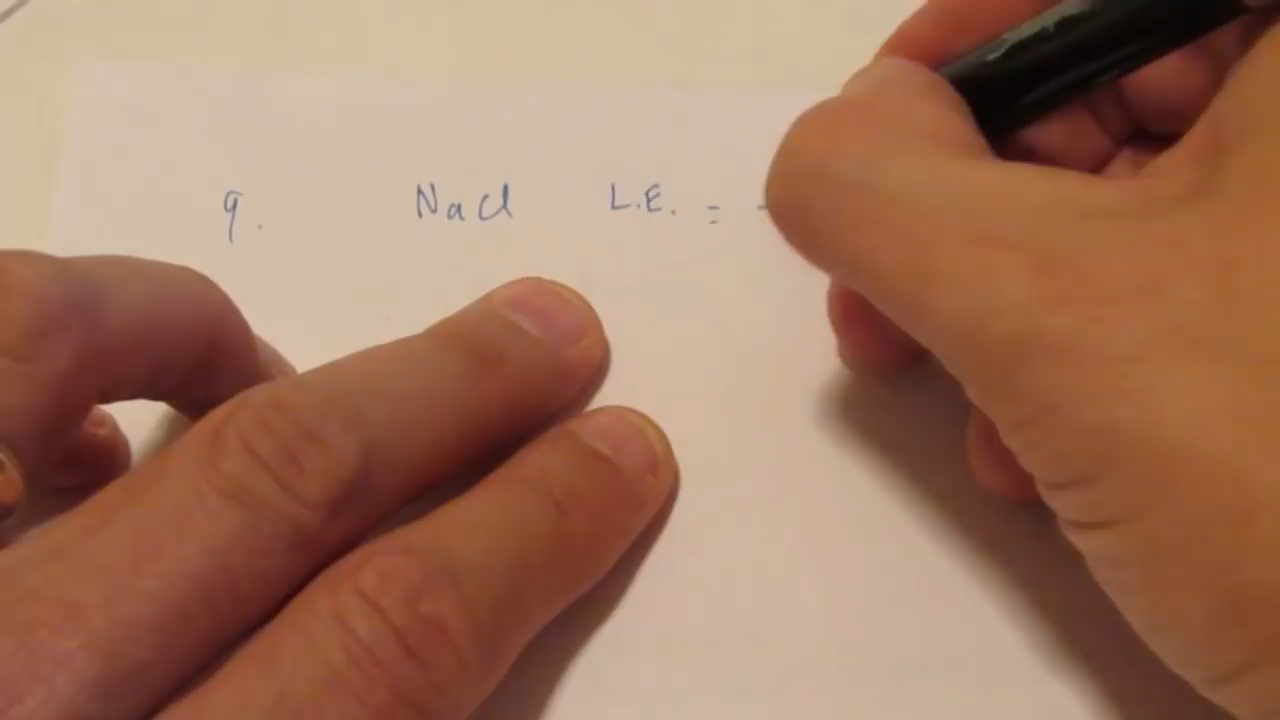 9. NaCl L.E. = -